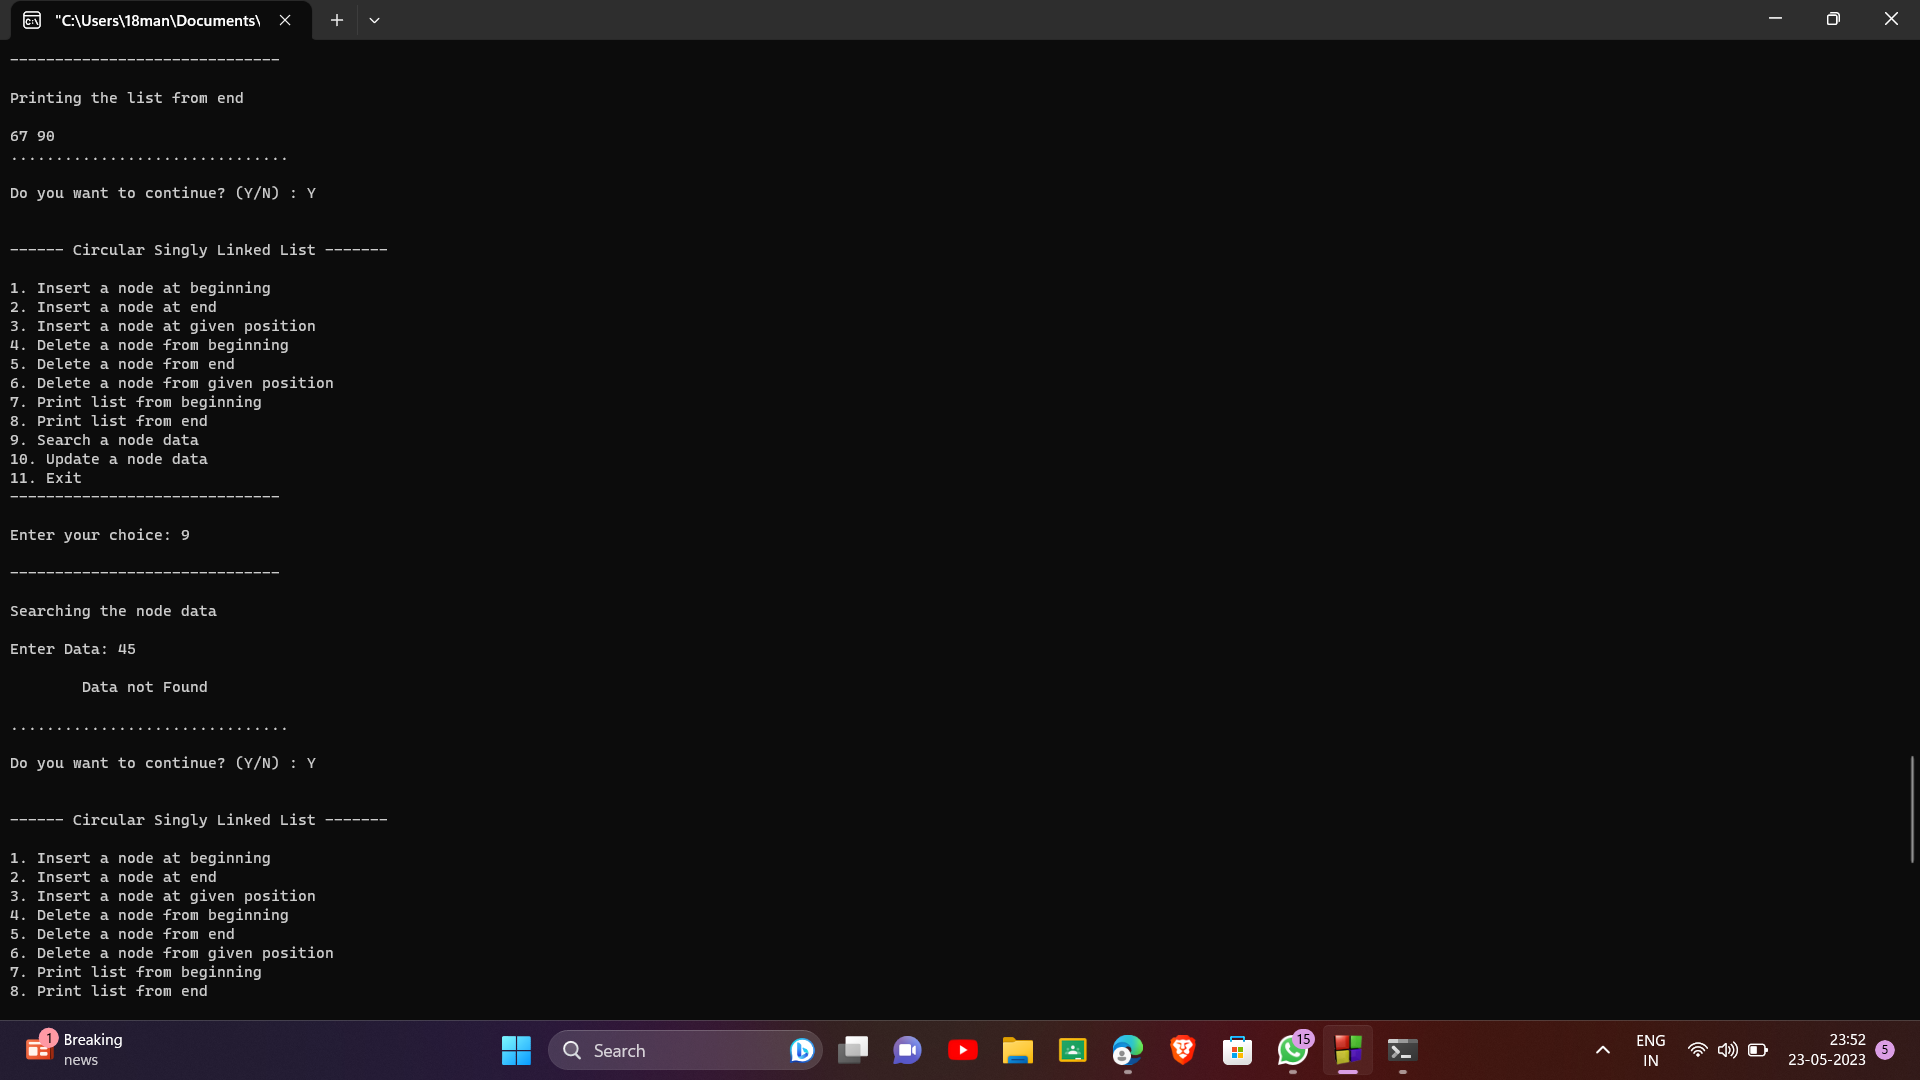 "C:\Users\18man\Documents\
------------------------------
Printing the list from end
67 90
...............................
Do you want to continue? (Y/N) : Y
------ Circular Singly Linked List -------
1. Insert a node at beginning
2. Insert a node at end
3. Insert a node at given position
4. Delete a node from beginning
5. Delete a node from end
6. Delete a node from given position
7. Print list from beginning
8. Print list from end
9. Search a node data
10. Update a node data
11. Exit
------------------------------
Enter your choice: 9
------------------------------
Searching the node data
Enter Data: 45
Data not Found
...............................
Do you want to continue? (Y/N) : Y
------ Circular Singly Linked List -------
1. Insert a node at beginning
2. Insert a node at end
3. Insert a node at given position
4. Delete a node from beginning
5. Delete a node from end
6. Delete a node from given position
7. Print list from beginning
8. Print list from end
1
Breaking
news
Search
15
ENG
IN
23:52
23-05-2023
5